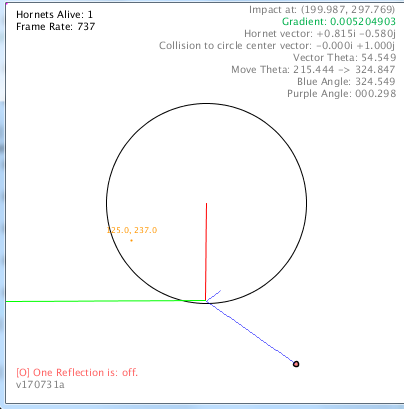 Hornets Alive: 1
Frame Rate: 737
Impact at: (199.987, 297.769)
Gradient: 0.005204903
Hornet vector: +0.815i -0.580j
Collision to circle center vector: -0.000i +1.000j
Vector Theta: 54.549
Move Theta: 215.444 -> 324.847
Blue Angle: 324.549
Purple Angle: 000.298
125.0, 237.0
[O] One Reflection is: off.
v170731a